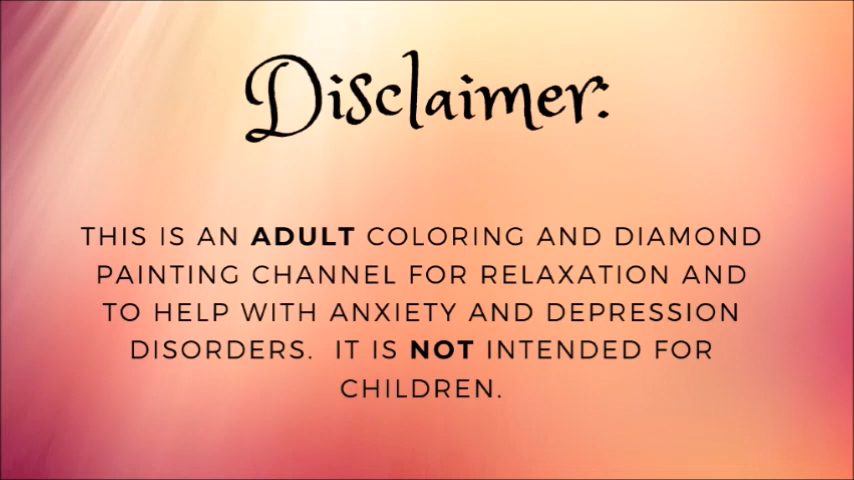 Disclaimer:
THIS IS AN ADULT COLORING AND DIAMOND
PAINTING CHANNEL FOR RELAXATION AND
TO HELP WITH ANXIETY AND DEPRESSION
DISORDERS.  IT IS NOT INTENDED FOR
CHILDREN.